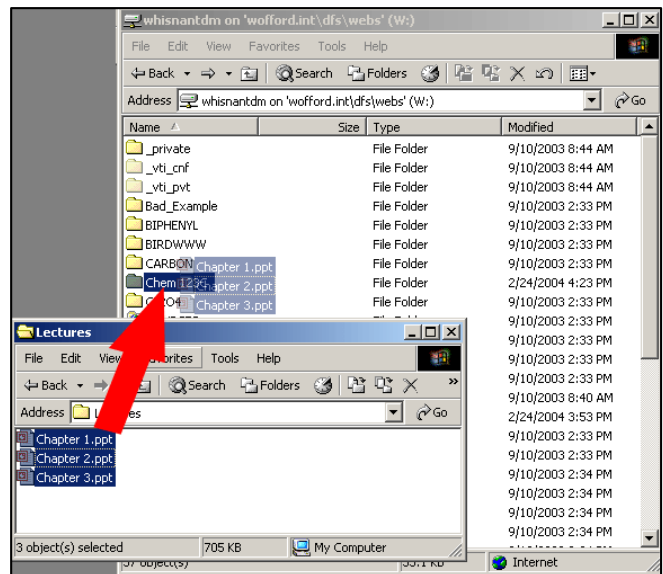 whisnantdm on 'wofford.int\dfs\webs' (W:)
File Edit View Favorites Tools Help
Back Search Folders
Address whisnantdm on 'wofford.int\dfs\webs' (W:) Go
Name Size Type Modified
_private File Folder 9/10/2003 8:44 AM
_vti_cnf File Folder 9/10/2003 8:44 AM
_vti_pvt File Folder 9/10/2003 8:44 AM
Bad_Example File Folder 9/10/2003 2:33 PM
BIPHENYL File Folder 9/10/2003 2:33 PM
BIRDWWW File Folder 9/10/2003 2:33 PM
CARBON Chapter 1.ppt File Folder 9/10/2003 2:33 PM
Chem 123 Chapter 2.ppt File Folder 2/24/2004 4:23 PM
Chapter 3.ppt File Folder 9/10/2003 2:33 PM
9/10/2003 2:33 PM
9/10/2003 2:33 PM
9/10/2003 2:33 PM
9/10/2003 2:33 PM
9/10/2003 8:40 AM
2/24/2004 3:53 PM
9/10/2003 2:33 PM
9/10/2003 2:33 PM
9/10/2003 2:34 PM
9/10/2003 2:34 PM
9/10/2003 2:34 PM
9/10/2003 2:34 PM
Internet
Lectures
File Edit Tools Help
Back Search Folders »
Address Go
Chapter 1.ppt
Chapter 2.ppt
Chapter 3.ppt
3 object(s) selected 705 KB My Computer